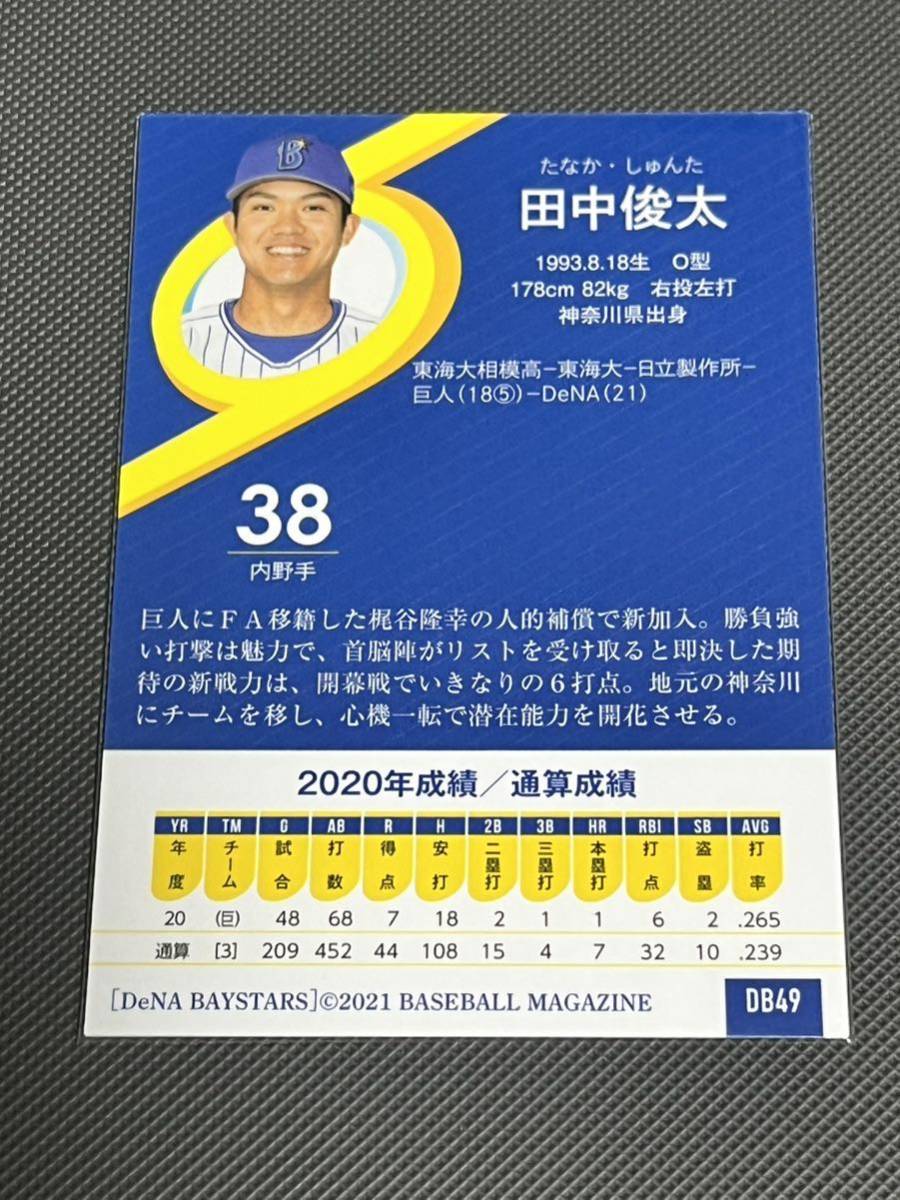 B
たなか・しゅんた
田中俊太
1993.8.18生　O型
178cm 82kg　右投左打
神奈川県出身
東海大相模高−東海大−日立製作所−
巨人(18⑤)−DeNA(21)
38
内野手
巨人にＦＡ移籍した梶谷隆幸の人的補償で新加入。勝負強
い打撃は魅力で、首脳陣がリストを受け取ると即決した期
待の新戦力は、開幕戦でいきなりの６打点。地元の神奈川
にチームを移し、心機一転で潜在能力を開花させる。
2020年成績／通算成績
YR TM G AB R H 2B 3B HR RBI SB AVG
年度 チーム 試合 打数 得点 安打 二塁打 三塁打 本塁打 打点 盗塁 打率
20 (巨) 48 68 7 18 2 1 1 6 2 .265
通算 [3] 209 452 44 108 15 4 7 32 10 .239
[DeNA BAYSTARS]©2021 BASEBALL MAGAZINE
DB49